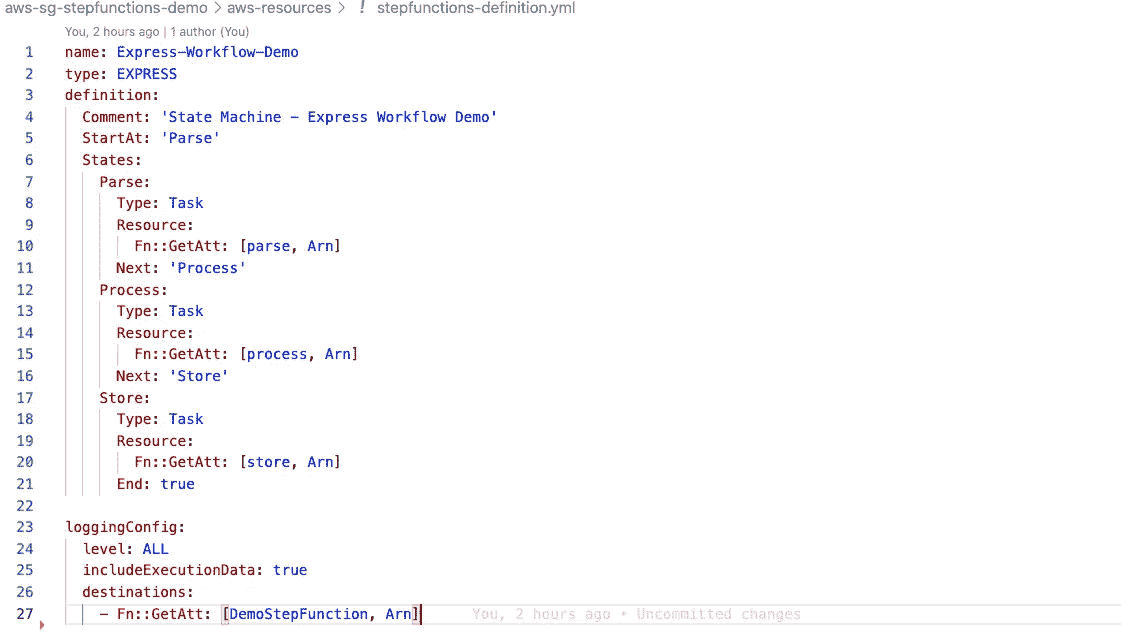 aws-sg-stepfunctions-demo > aws-resources > ! stepfunctions-definition.yml
You, 2 hours ago | 1 author (You)
1 name: Express-Workflow-Demo
2 type: EXPRESS
3 definition:
4   Comment: 'State Machine - Express Workflow Demo'
5   StartAt: 'Parse'
6   States:
7     Parse:
8       Type: Task
9       Resource:
10         Fn::GetAtt: [parse, Arn]
11       Next: 'Process'
12     Process:
13       Type: Task
14       Resource:
15         Fn::GetAtt: [process, Arn]
16       Next: 'Store'
17     Store:
18       Type: Task
19       Resource:
20         Fn::GetAtt: [store, Arn]
21       End: true
22
23 loggingConfig:
24   level: ALL
25   includeExecutionData: true
26   destinations:
27     - Fn::GetAtt: [DemoStepFunction, Arn] You, 2 hours ago • Uncommitted changes